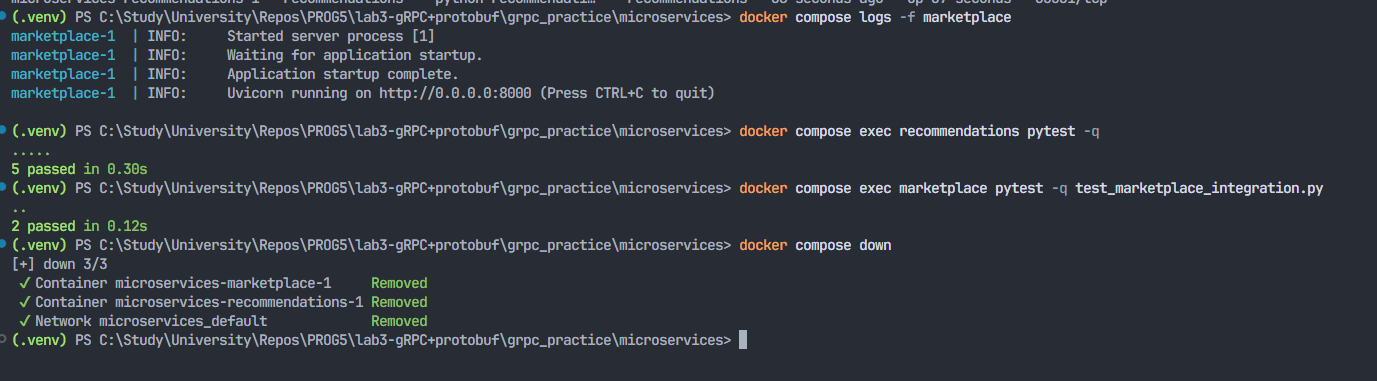 (.venv) PS C:\Study\University\Repos\PROG5\lab3-gRPC+protobuf\grpc_practice\microservices> docker compose logs -f marketplace
marketplace-1  | INFO:     Started server process [1]
marketplace-1  | INFO:     Waiting for application startup.
marketplace-1  | INFO:     Application startup complete.
marketplace-1  | INFO:     Uvicorn running on http://0.0.0.0:8000 (Press CTRL+C to quit)
(.venv) PS C:\Study\University\Repos\PROG5\lab3-gRPC+protobuf\grpc_practice\microservices> docker compose exec recommendations pytest -q
.....
5 passed in 0.30s
(.venv) PS C:\Study\University\Repos\PROG5\lab3-gRPC+protobuf\grpc_practice\microservices> docker compose exec marketplace pytest -q test_marketplace_integration.py
..
2 passed in 0.12s
(.venv) PS C:\Study\University\Repos\PROG5\lab3-gRPC+protobuf\grpc_practice\microservices> docker compose down
[+] down 3/3
✓ Container microservices-marketplace-1     Removed
✓ Container microservices-recommendations-1 Removed
✓ Network microservices_default             Removed
(.venv) PS C:\Study\University\Repos\PROG5\lab3-gRPC+protobuf\grpc_practice\microservices>